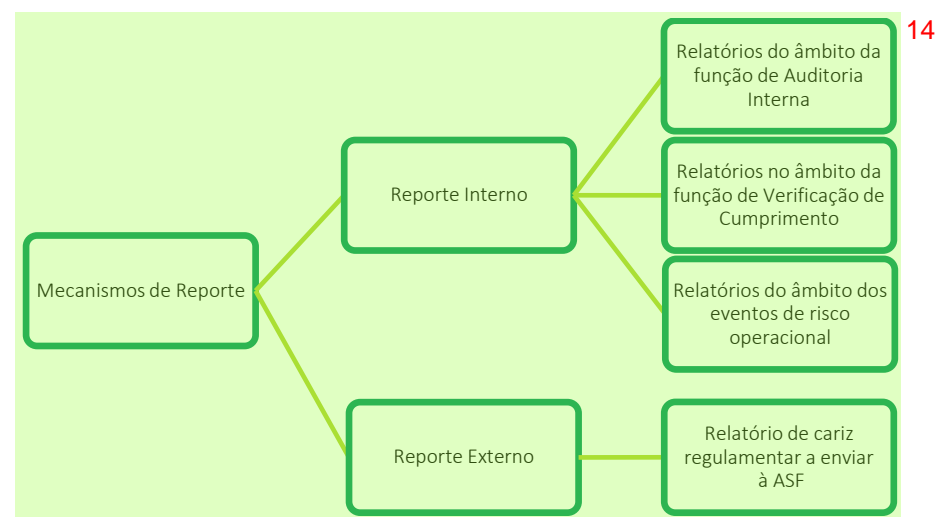 14
Mecanismos de Reporte
Reporte Interno
Relatórios do âmbito da
função de Auditoria
Interna
Relatórios no âmbito da
função de Verificação de
Cumprimento
Relatórios do âmbito dos
eventos de risco
operacional
Reporte Externo
Relatório de cariz
regulamentar a enviar
à ASF